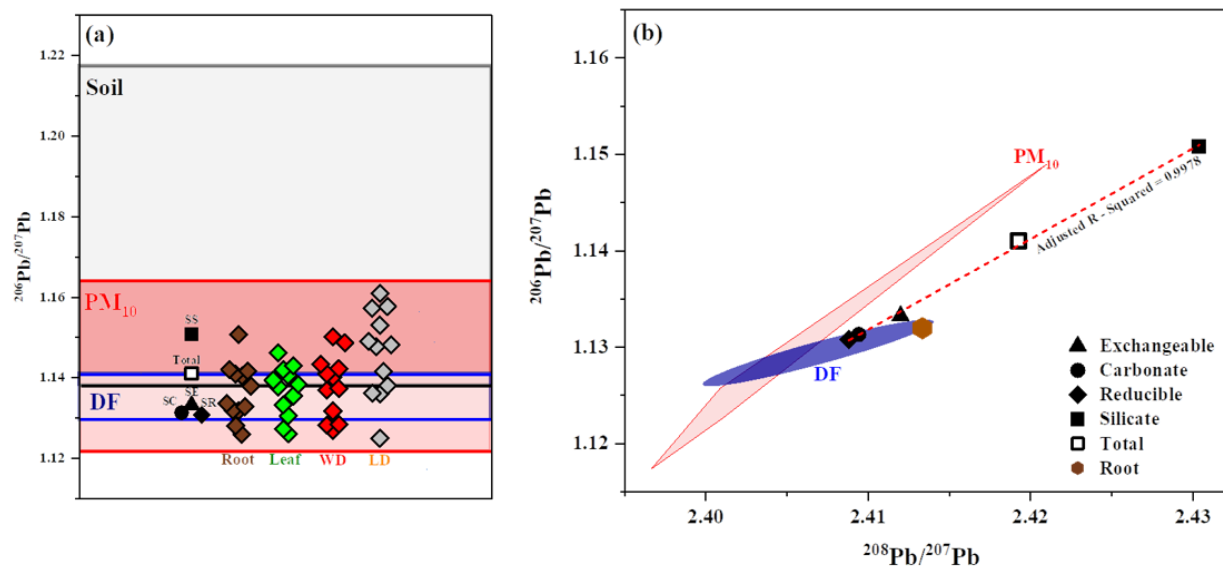 (a)
1.22
1.20
1.18
1.16
1.14
1.12
²⁰⁶Pb/²⁰⁷Pb
Soil
PM₁₀
SS
Total
DF
SE
SC
SR
Root
Leaf
WD
LD
(b)
1.16
1.15
1.14
1.13
1.12
²⁰⁶Pb/²⁰⁷Pb
PM₁₀
Adjusted R - Squared = 0.9978
DF
Exchangeable
Carbonate
Reducible
Silicate
Total
Root
2.40
2.41
2.42
2.43
²⁰⁸Pb/²⁰⁷Pb